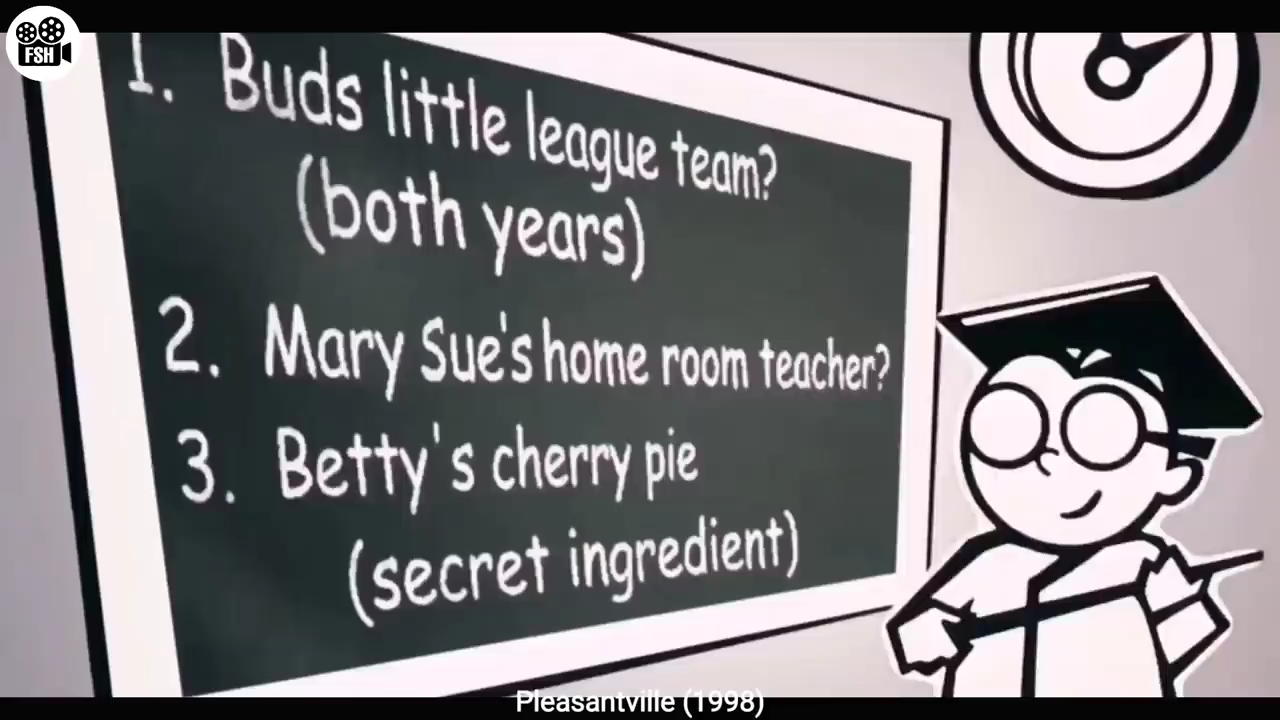 FSH
1. Buds little league team?
(both years)
2. Mary Sue's home room teacher?
3. Betty's cherry pie
(secret ingredient)
Pleasantville (1998)